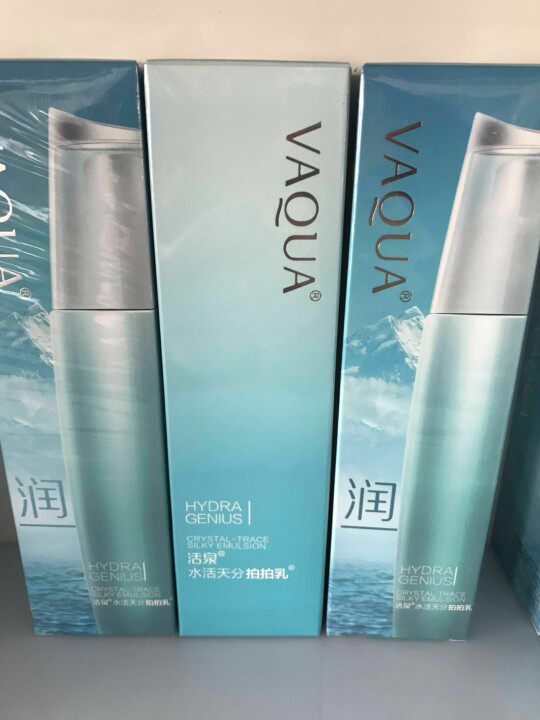 AQUA®
润
HYDRA
GENIUS
CRYSTAL-TRACE
SILKY EMULSION
活泉®水活天分拍拍乳®
VAQUA®
HYDRA
GENIUS
CRYSTAL-TRACE
SILKY EMULSION
活泉®
水活天分拍拍乳®
VAQUA®
润
HYDRA
GENIUS
CRYSTAL-TRACE
SILKY EMULSION
活泉®水活天分拍拍乳®